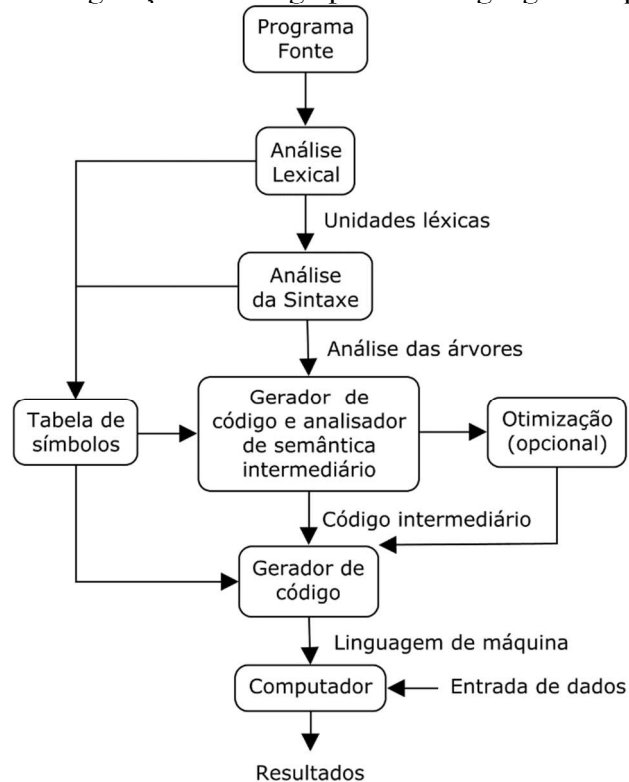 Programa
Fonte
Análise
Lexical
Unidades léxicas
Análise
da Sintaxe
Análise das árvores
Tabela de
símbolos
Gerador de
código e analisador
de semântica
intermediário
Otimização
(opcional)
Código intermediário
Gerador de
código
Linguagem de máquina
Computador
Entrada de dados
Resultados